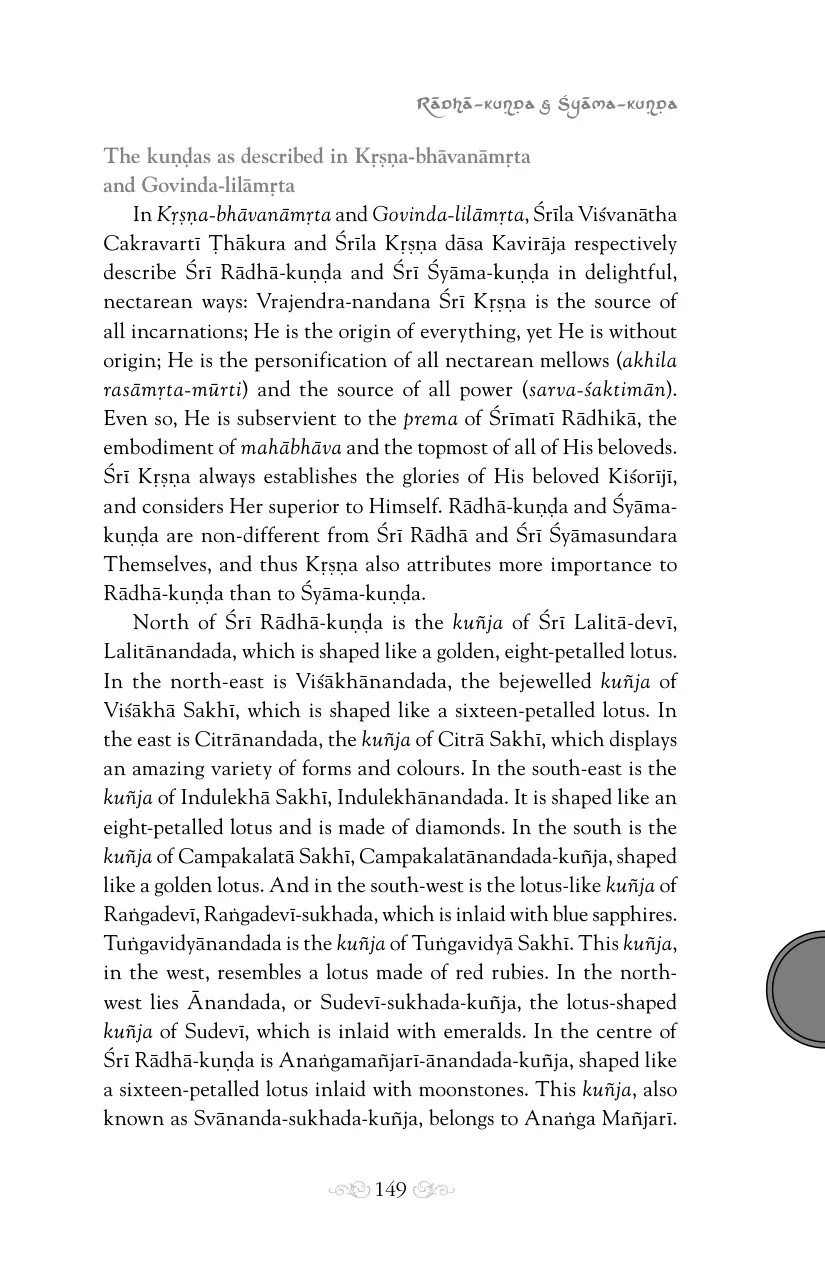 Rādhā-kuṇḍa & Śyāma-kuṇḍa
The kuṇḍas as described in Kṛṣṇa-bhāvanāmṛta
and Govinda-lilāmṛta
In Kṛṣṇa-bhāvanāmṛta and Govinda-lilāmṛta, Śrīla Viśvanātha
Cakravartī Ṭhākura and Śrīla Kṛṣṇa dāsa Kavirāja respectively
describe Śrī Rādhā-kuṇḍa and Śrī Śyāma-kuṇḍa in delightful,
nectarean ways: Vrajendra-nandana Śrī Kṛṣṇa is the source of
all incarnations; He is the origin of everything, yet He is without
origin; He is the personification of all nectarean mellows (akhila
rasāmṛta-mūrti) and the source of all power (sarva-śaktimān).
Even so, He is subservient to the prema of Śrīmatī Rādhikā, the
embodiment of mahābhāva and the topmost of all of His beloveds.
Śrī Kṛṣṇa always establishes the glories of His beloved Kiśorījī,
and considers Her superior to Himself. Rādhā-kuṇḍa and Śyāma-
kuṇḍa are non-different from Śrī Rādhā and Śrī Śyāmasundara
Themselves, and thus Kṛṣṇa also attributes more importance to
Rādhā-kuṇḍa than to Śyāma-kuṇḍa.
North of Śrī Rādhā-kuṇḍa is the kuñja of Śrī Lalitā-devī,
Lalitānandada, which is shaped like a golden, eight-petalled lotus.
In the north-east is Viśākhānandada, the bejewelled kuñja of
Viśākhā Sakhī, which is shaped like a sixteen-petalled lotus. In
the east is Citrānandada, the kuñja of Citrā Sakhī, which displays
an amazing variety of forms and colours. In the south-east is the
kuñja of Indulekhā Sakhī, Indulekhānandada. It is shaped like an
eight-petalled lotus and is made of diamonds. In the south is the
kuñja of Campakalatā Sakhī, Campakalatānandada-kuñja, shaped
like a golden lotus. And in the south-west is the lotus-like kuñja of
Raṅgadevī, Raṅgadevī-sukhada, which is inlaid with blue sapphires.
Tuṅgavidyānandada is the kuñja of Tuṅgavidyā Sakhī. This kuñja,
in the west, resembles a lotus made of red rubies. In the north-
west lies Ānandada, or Sudevī-sukhada-kuñja, the lotus-shaped
kuñja of Sudevī, which is inlaid with emeralds. In the centre of
Śrī Rādhā-kuṇḍa is Anaṅgamañjarī-ānandada-kuñja, shaped like
a sixteen-petalled lotus inlaid with moonstones. This kuñja, also
known as Svānanda-sukhada-kuñja, belongs to Anaṅga Mañjarī.
149